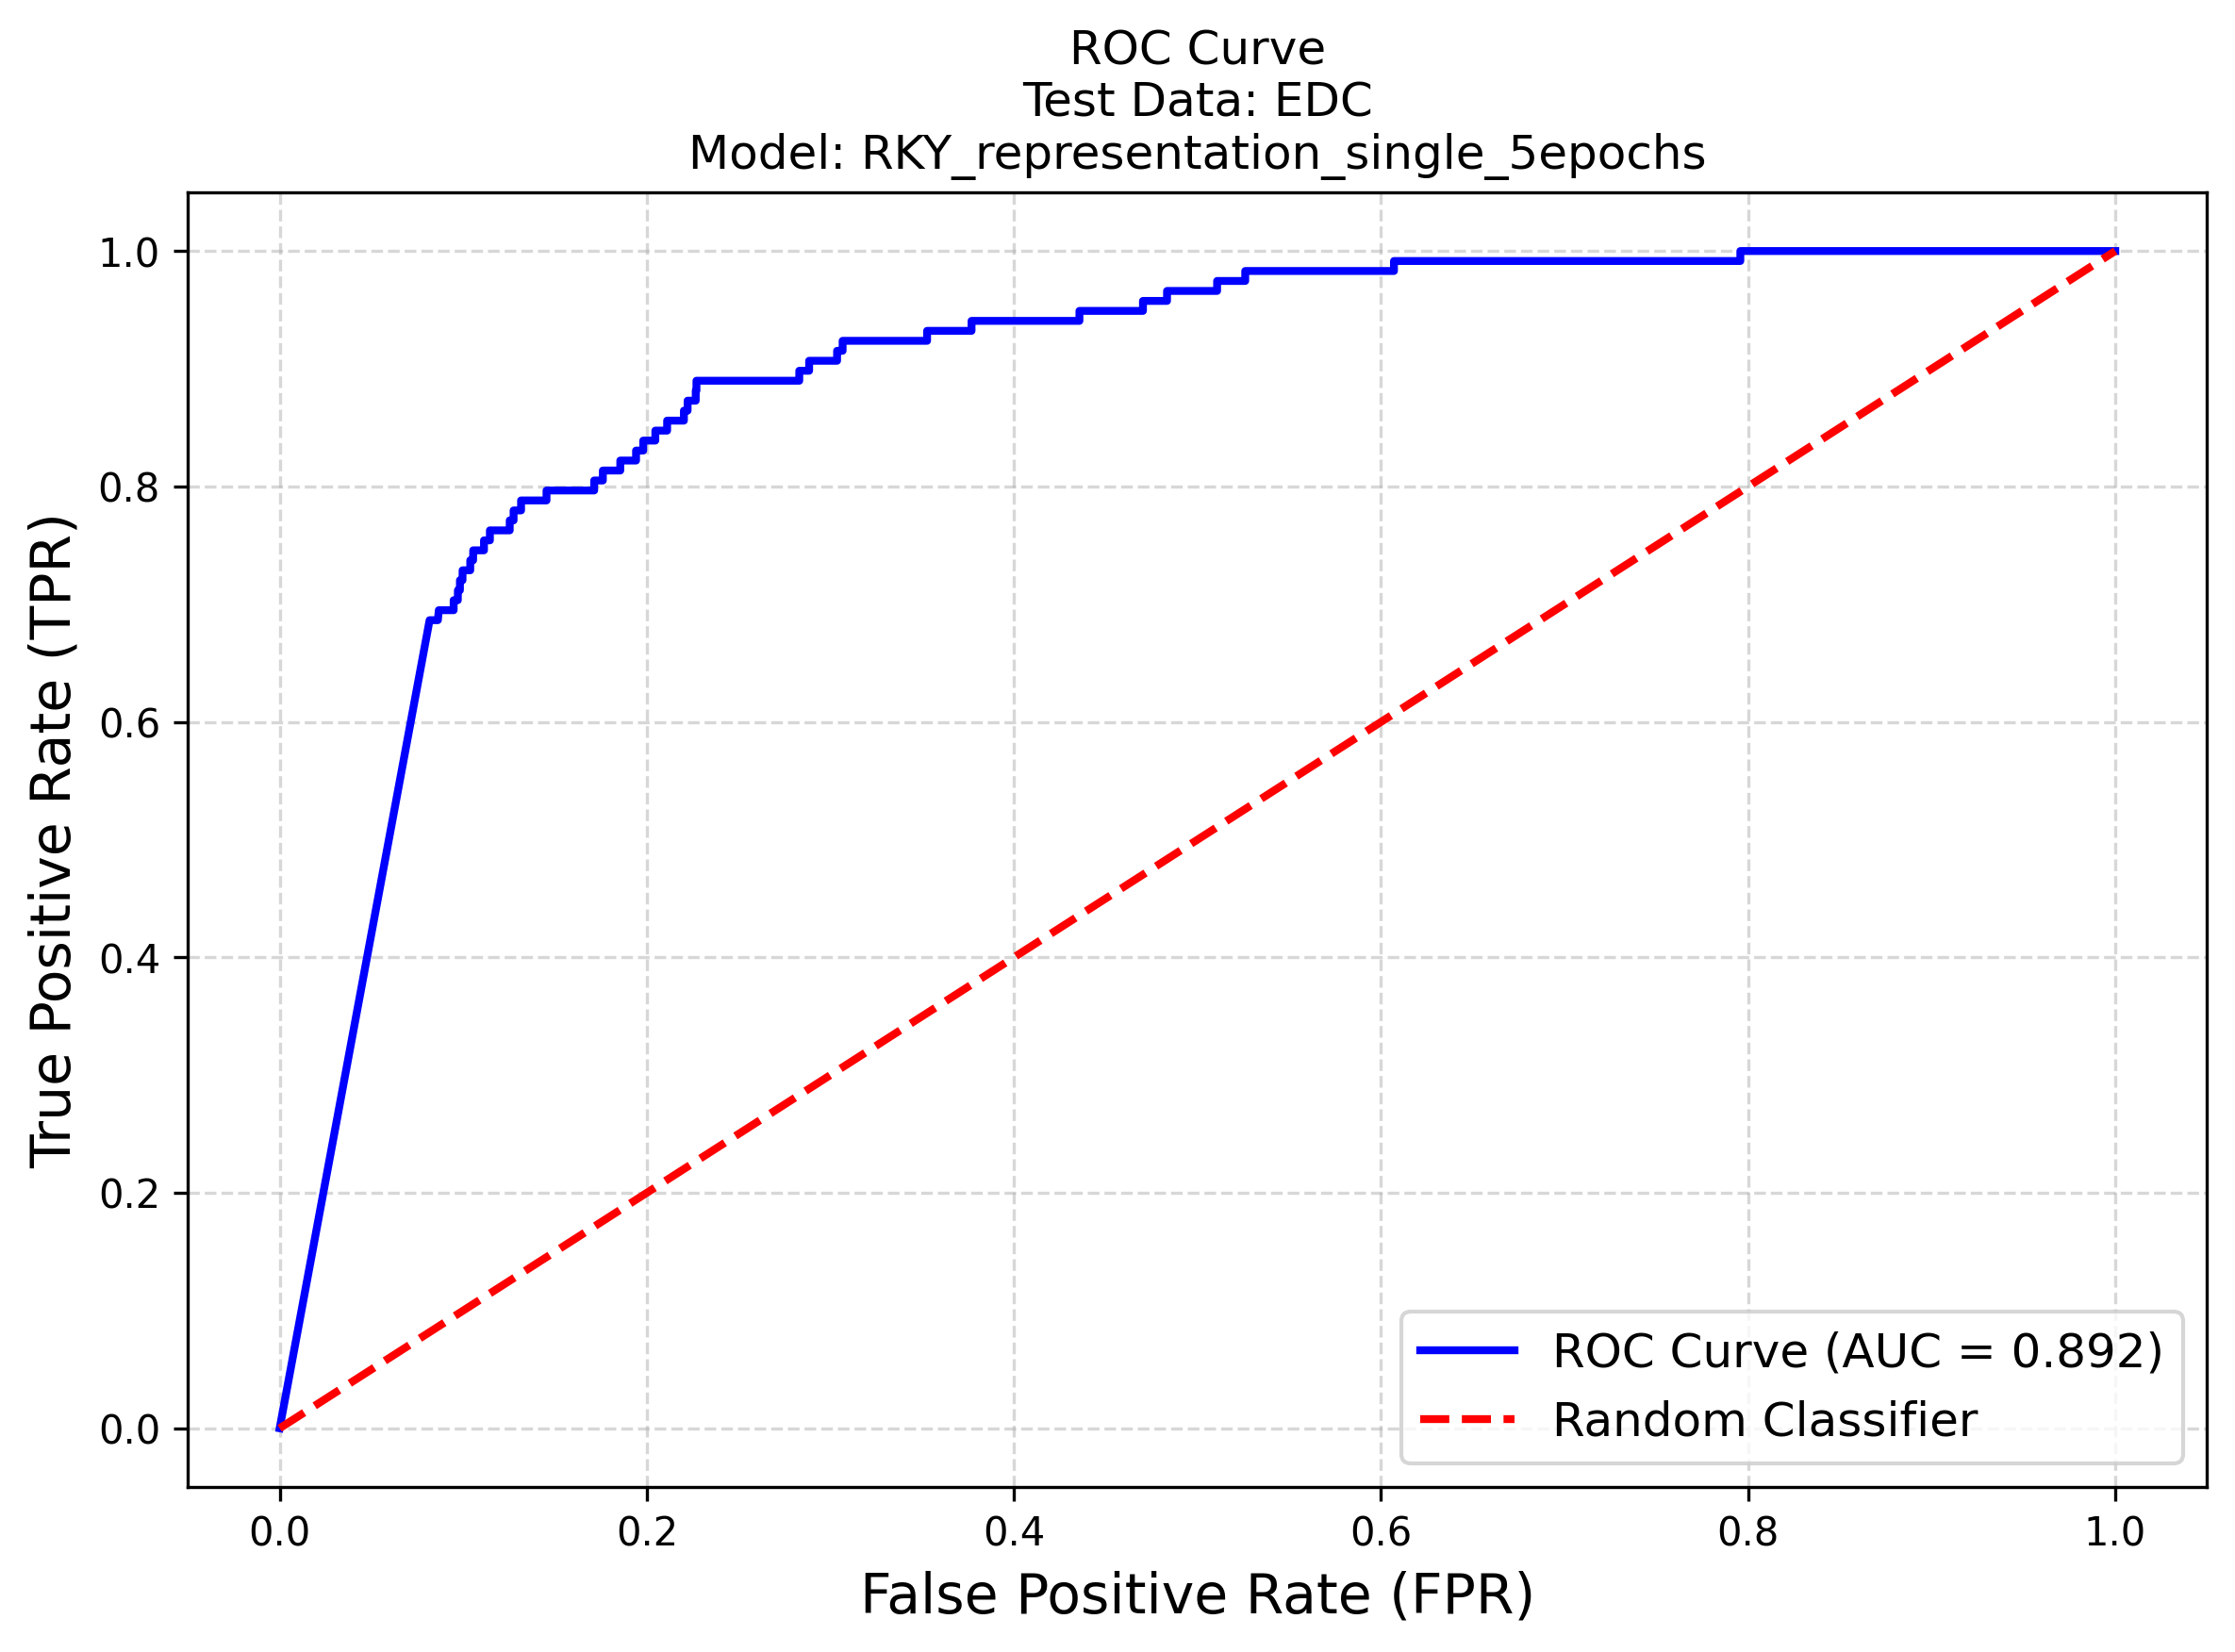 ROC Curve
Test Data: EDC
Model: RKY_representation_single_5epochs
True Positive Rate (TPR)
1.0
0.8
0.6
0.4
0.2
0.0
ROC Curve (AUC = 0.892)
Random Classifier
0.0 0.2 0.4 0.6 0.8 1.0
False Positive Rate (FPR)